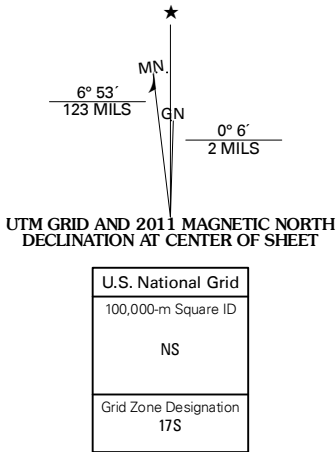 ★
MN.
GN
6° 53´
123 MILS
0° 6´
2 MILS
UTM GRID AND 2011 MAGNETIC NORTH
DECLINATION AT CENTER OF SHEET
U.S. National Grid
100,000-m Square ID
NS
Grid Zone Designation
17S